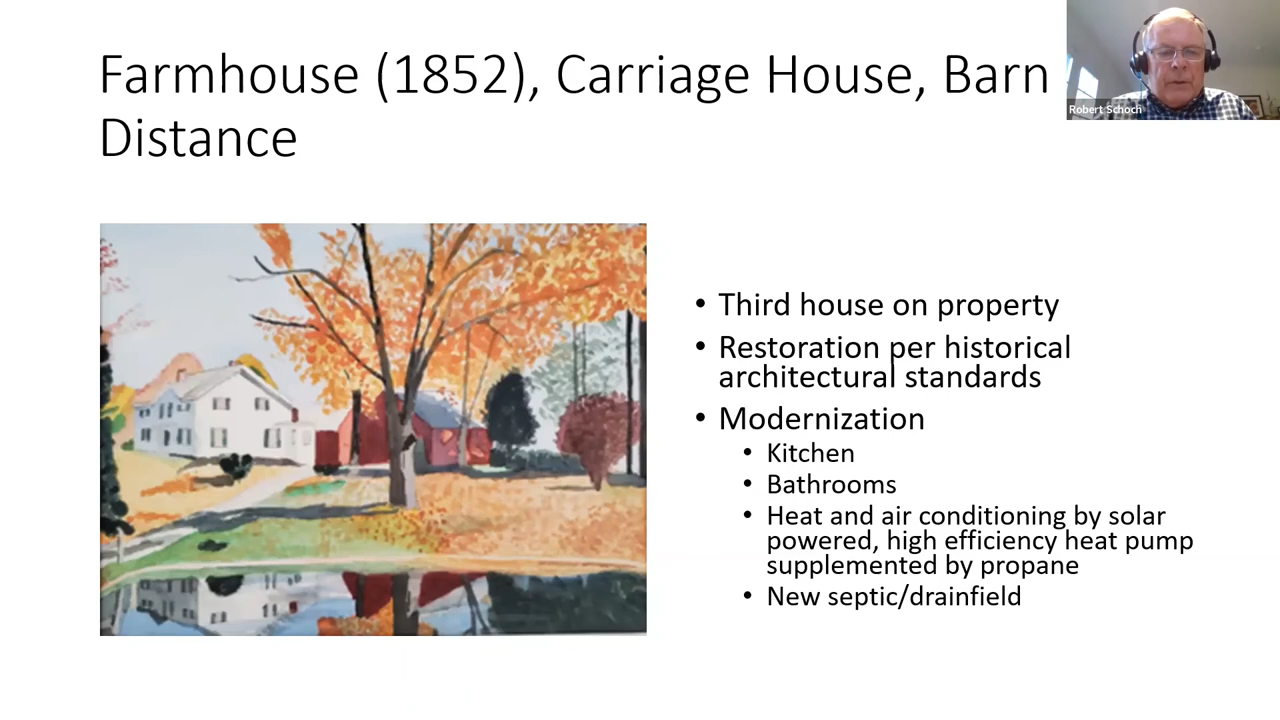 Farmhouse (1852), Carriage House, Barn
Distance
Robert Schoch
• Third house on property
• Restoration per historical
architectural standards
• Modernization
• Kitchen
• Bathrooms
• Heat and air conditioning by solar
powered, high efficiency heat pump
supplemented by propane
• New septic/drainfield